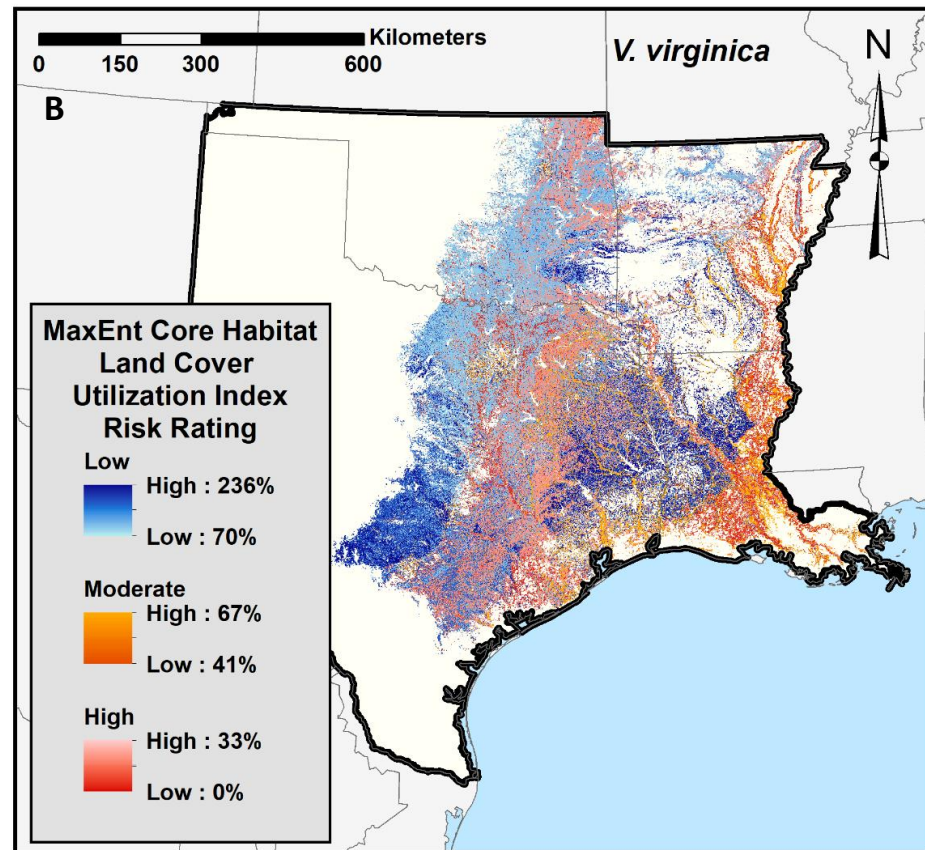 Kilometers
0 150 300 600
V. virginica
N
B
MaxEnt Core Habitat
Land Cover
Utilization Index
Risk Rating
Low
High : 236%
Low : 70%
Moderate
High : 67%
Low : 41%
High
High : 33%
Low : 0%